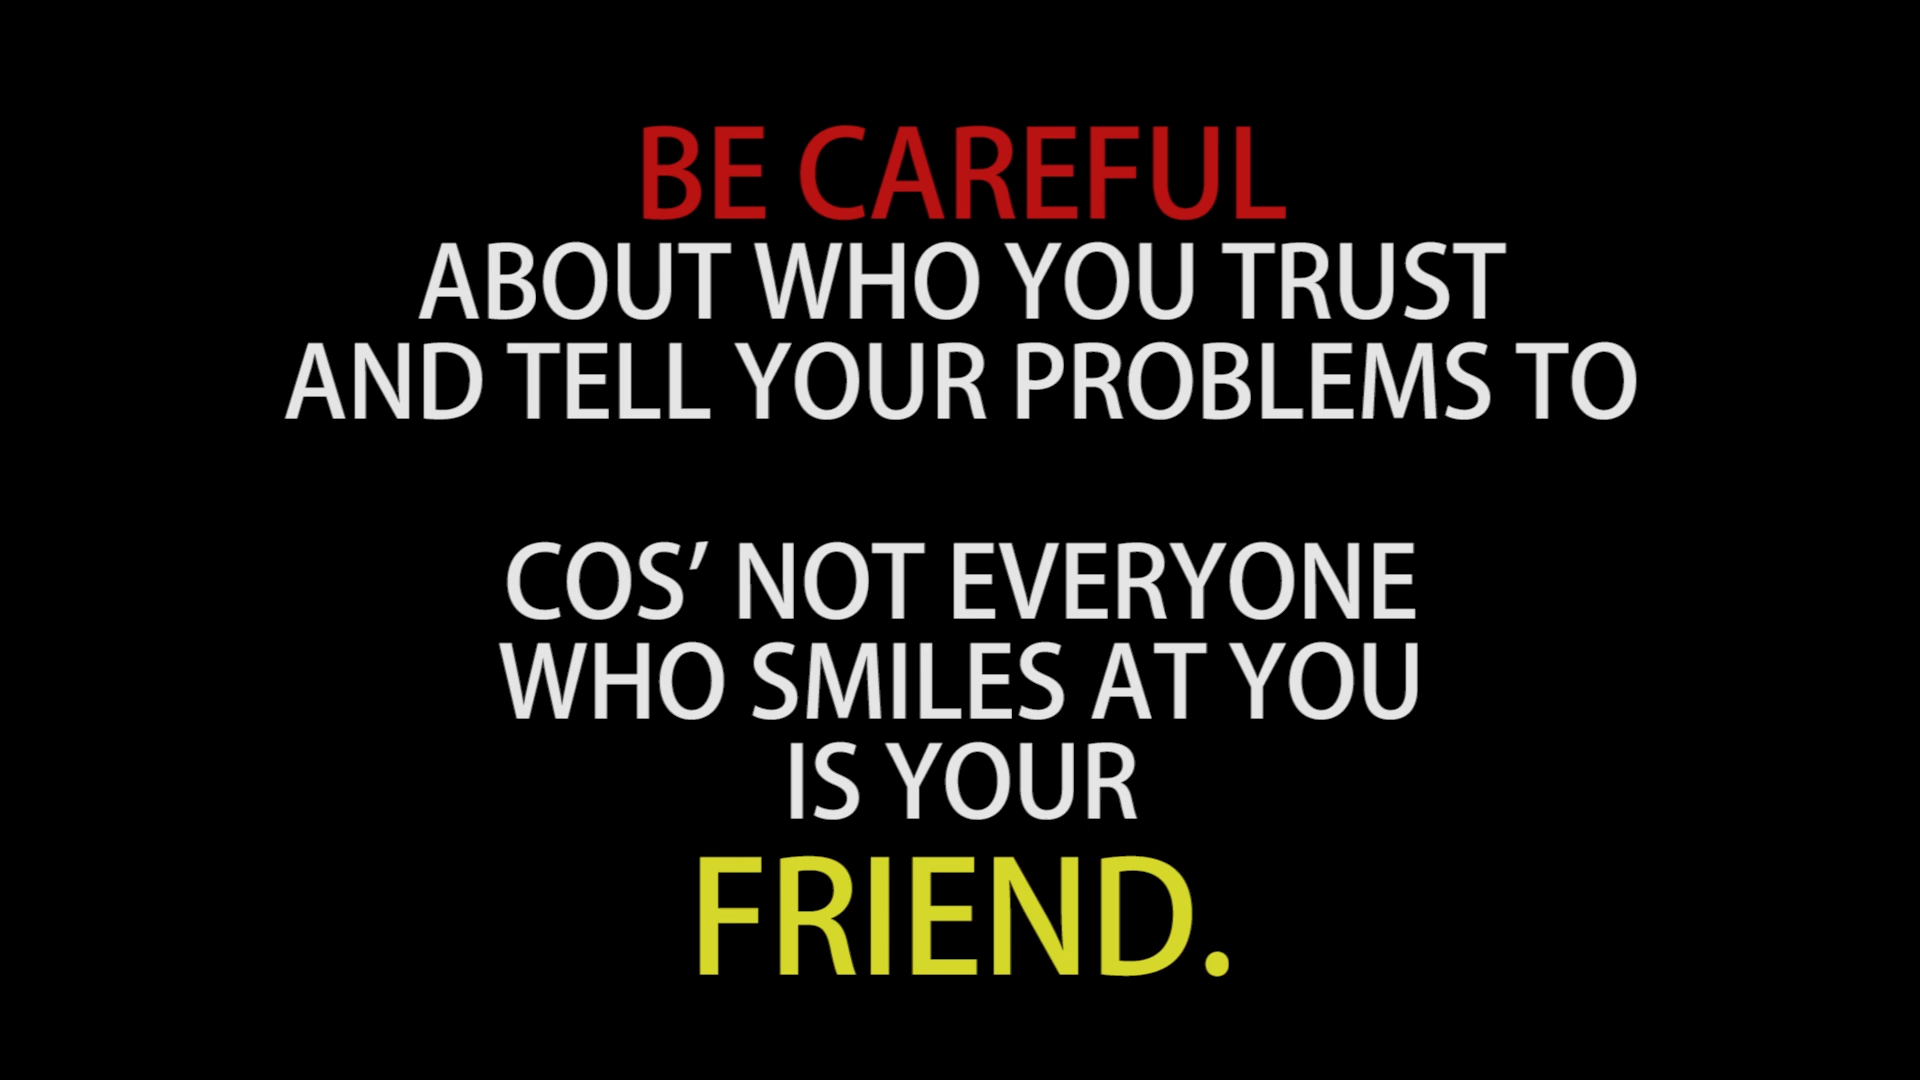 BE CAREFUL
ABOUT WHO YOU TRUST
AND TELL YOUR PROBLEMS TO
COS’ NOT EVERYONE
WHO SMILES AT YOU
IS YOUR
FRIEND.